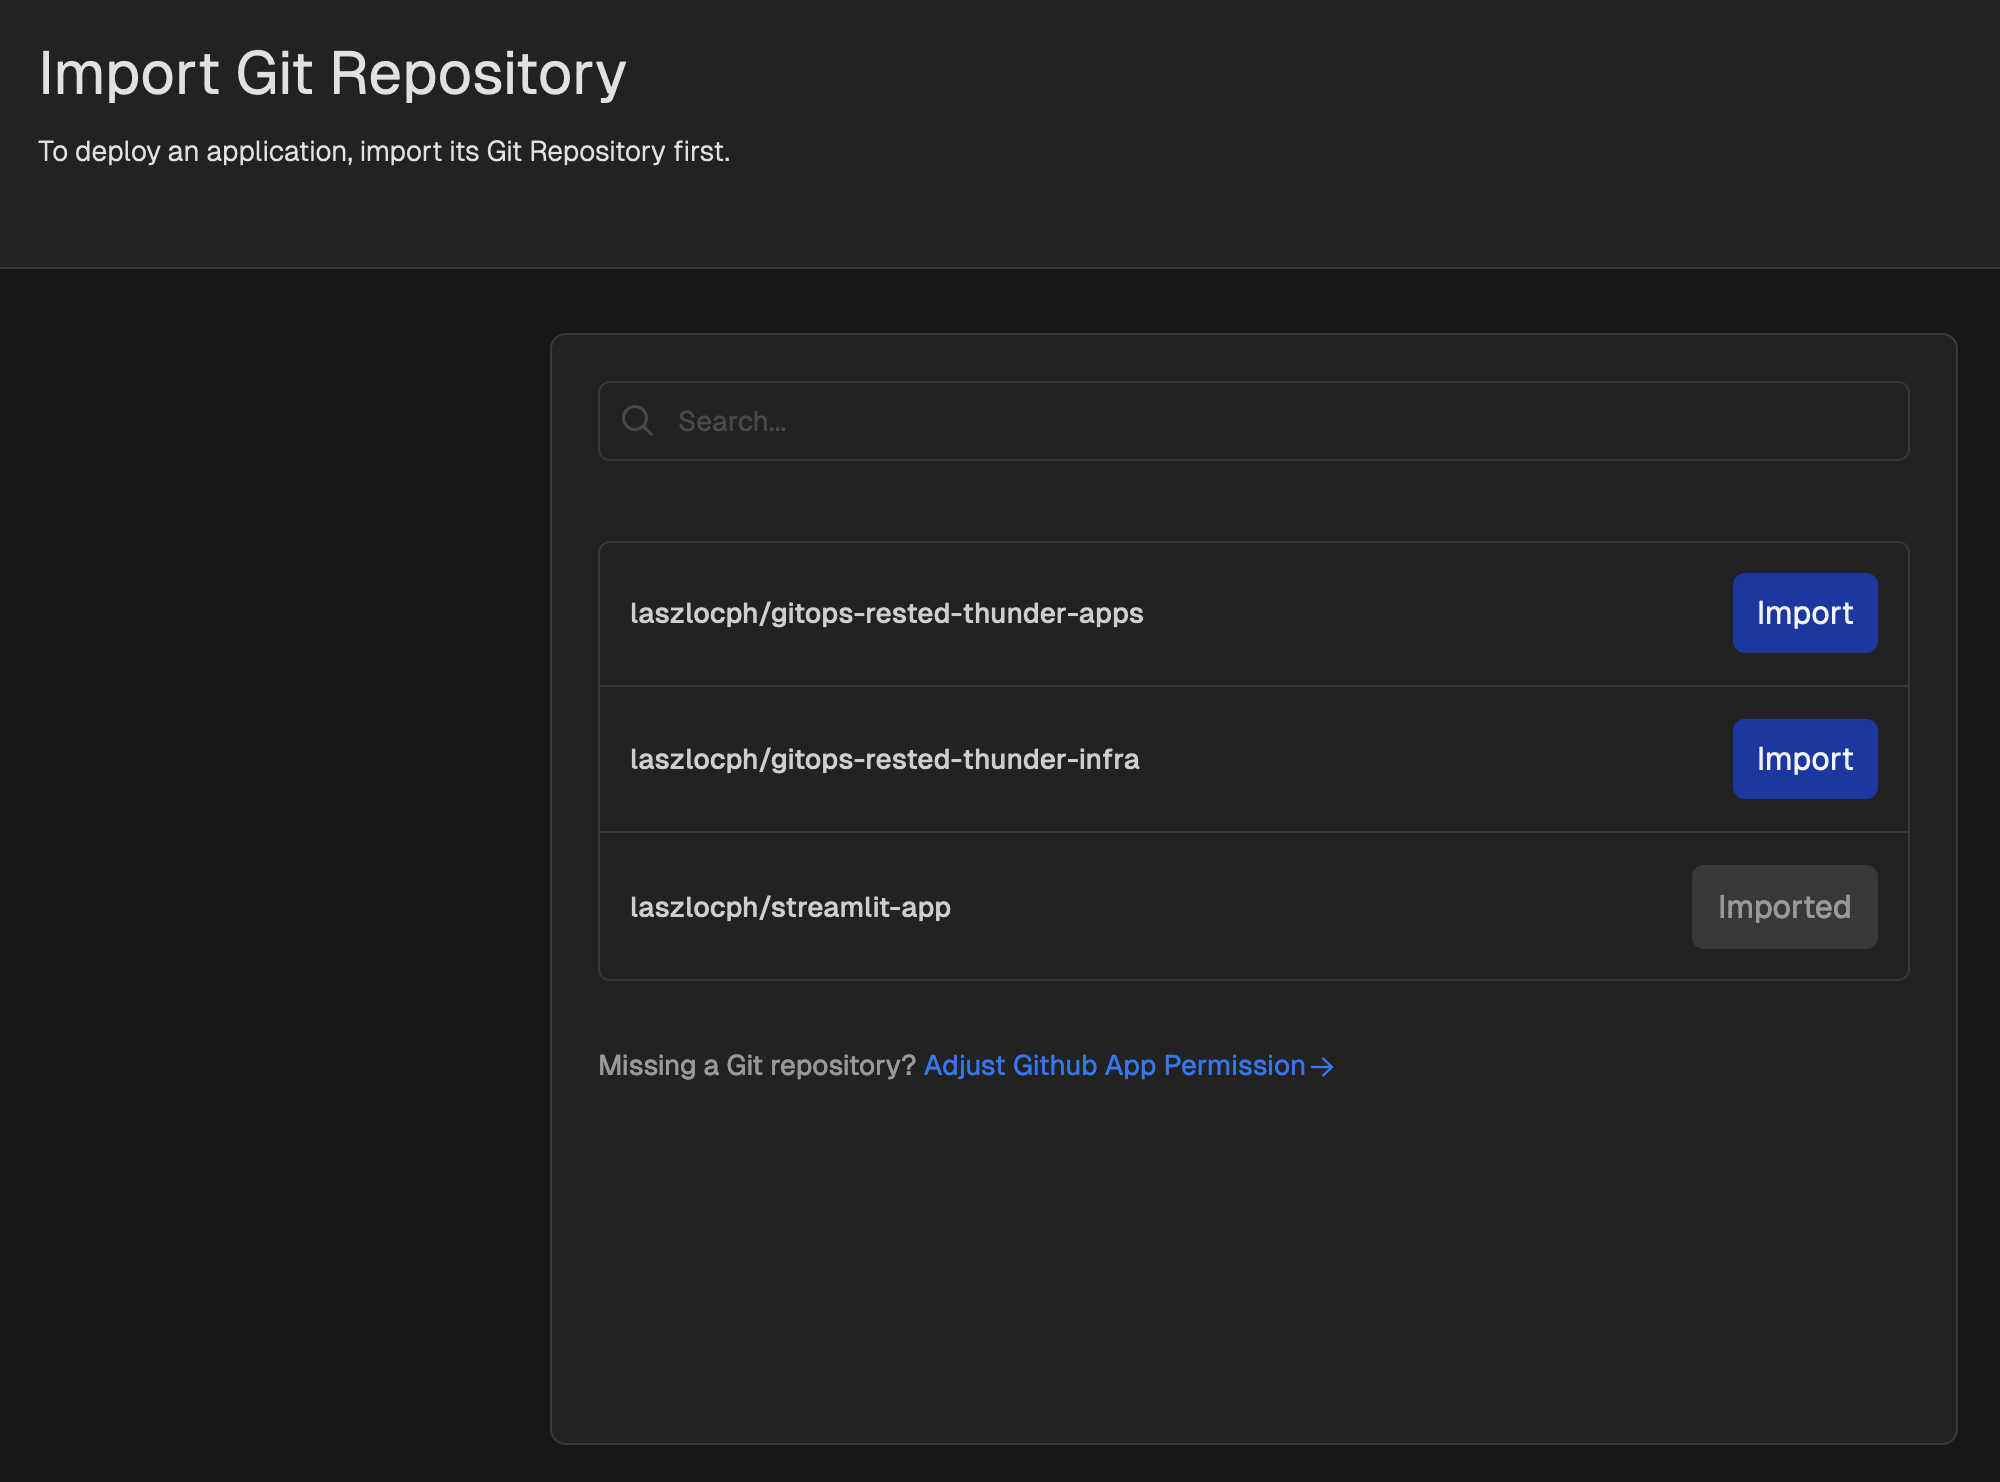 Import Git Repository
To deploy an application, import its Git Repository first.
Search...
laszlocph/gitops-rested-thunder-apps Import
laszlocph/gitops-rested-thunder-infra Import
laszlocph/streamlit-app Imported
Missing a Git repository? Adjust Github App Permission→